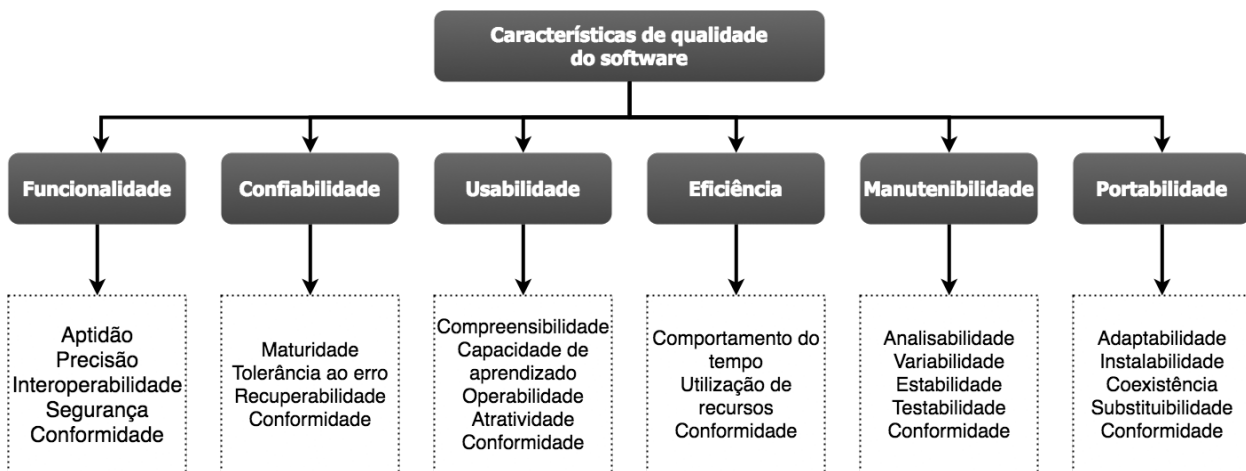 Características de qualidade
do software
Funcionalidade
Confiabilidade
Usabilidade
Eficiência
Manutenibilidade
Portabilidade
Aptidão
Precisão
Interoperabilidade
Segurança
Conformidade
Maturidade
Tolerância ao erro
Recuperabilidade
Conformidade
Compreensibilidade
Capacidade de
aprendizado
Operabilidade
Atratividade
Conformidade
Comportamento do
tempo
Utilização de
recursos
Conformidade
Analisabilidade
Variabilidade
Estabilidade
Testabilidade
Conformidade
Adaptabilidade
Instalabilidade
Coexistência
Substituibilidade
Conformidade